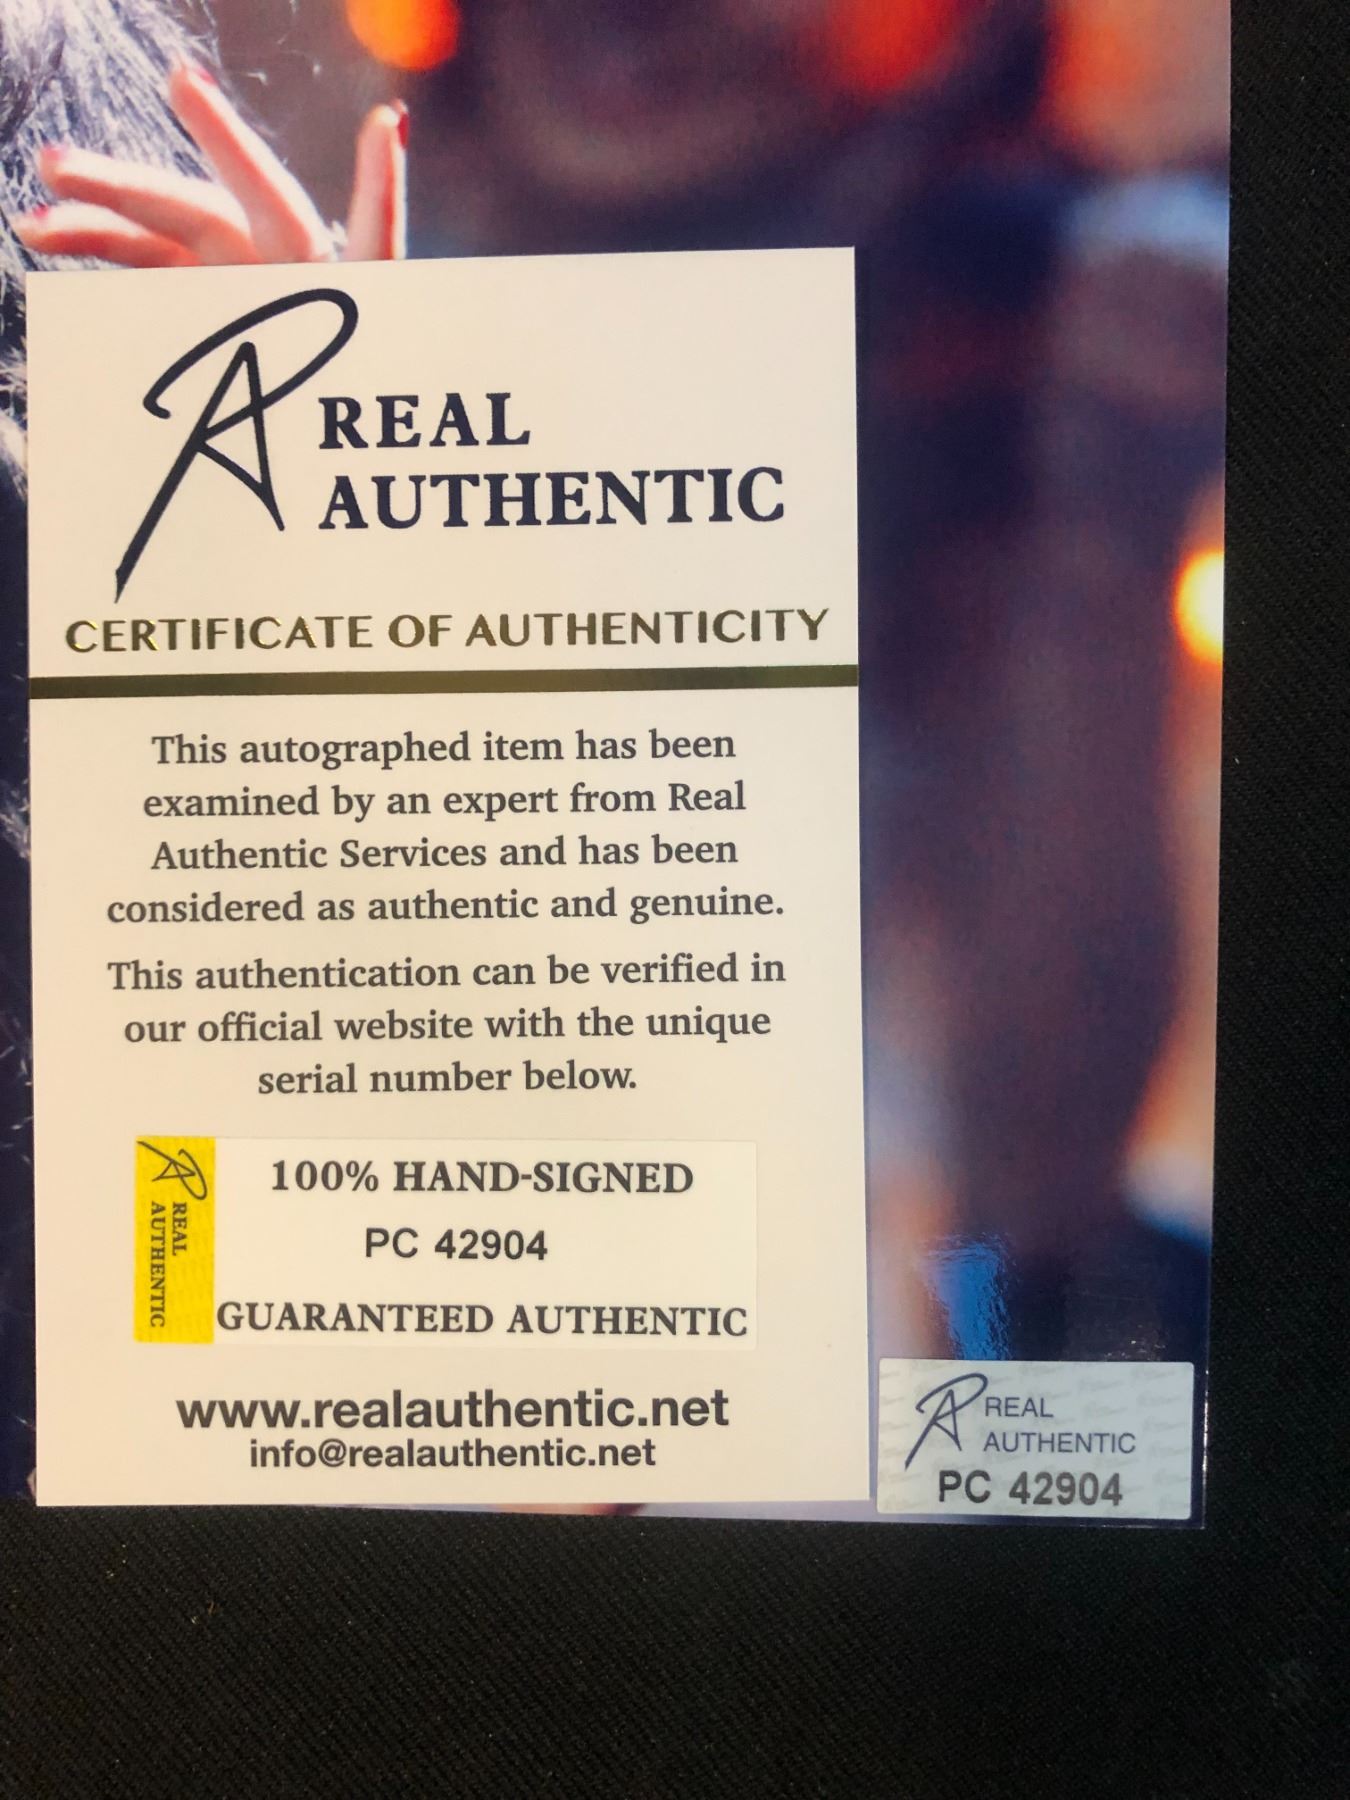 REAL
AUTHENTIC
CERTIFICATE OF AUTHENTICITY
This autographed item has been
examined by an expert from Real
Authentic Services and has been
considered as authentic and genuine.
This authentication can be verified in
our official website with the unique
serial number below.
REAL
AUTHENTIC
100% HAND-SIGNED
PC 42904
GUARANTEED AUTHENTIC
www.realauthentic.net
info@realauthentic.net
REAL
AUTHENTIC
PC 42904